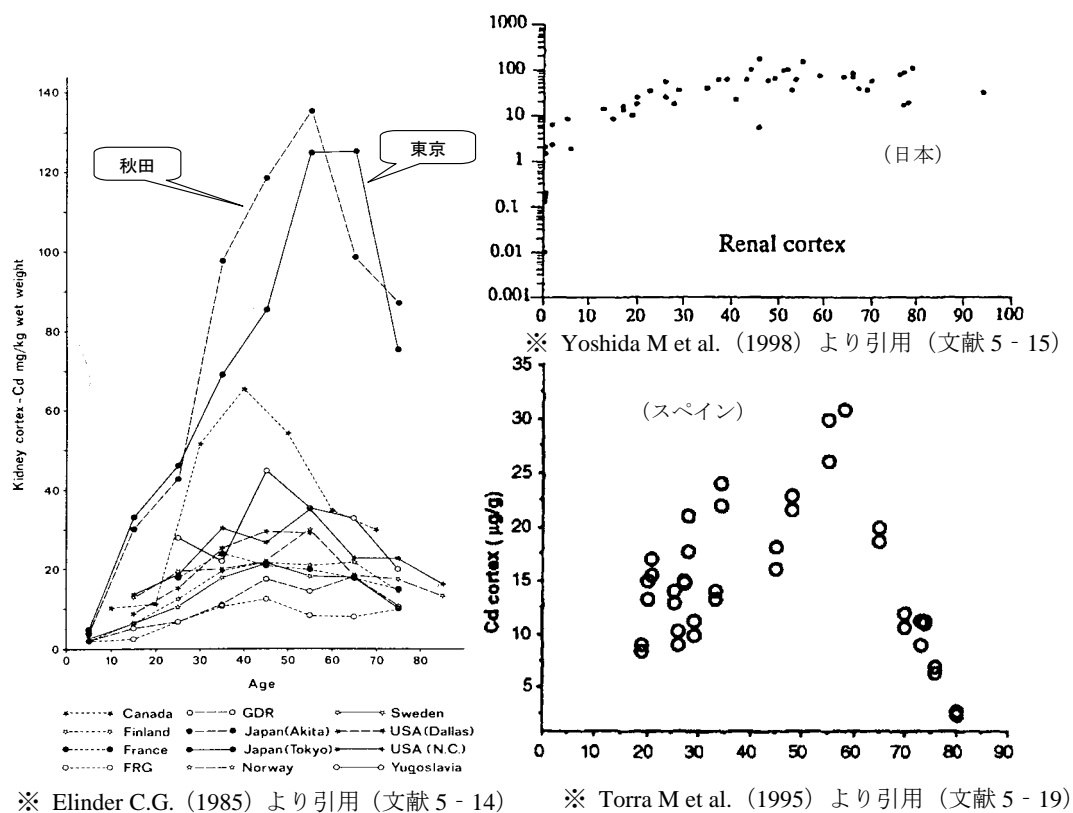 140
120
100
80
60
40
20
0
Kidney cortex - Cd mg/kg wet weight
秋田
東京
0 10 20 30 40 50 60 70 80
Age
Canada
Finland
France
FRG
GDR
Japan(Akita)
Japan(Tokyo)
Norway
Sweden
USA(Dallas)
USA (N.C.)
Yugoslavia
※ Elinder C.G.（1985）より引用（文献 5 - 14）
1000
100
10
1
0.1
0.01
0.001
（日本）
Renal cortex
0 10 20 30 40 50 60 70 80 90 100
※ Yoshida M et al.（1998）より引用（文献 5 - 15）
35
30
25
20
15
10
5
Cd cortex ( μg/g)
（スペイン）
0 10 20 30 40 50 60 70 80 90
※ Torra M et al.（1995）より引用（文献 5 - 19）